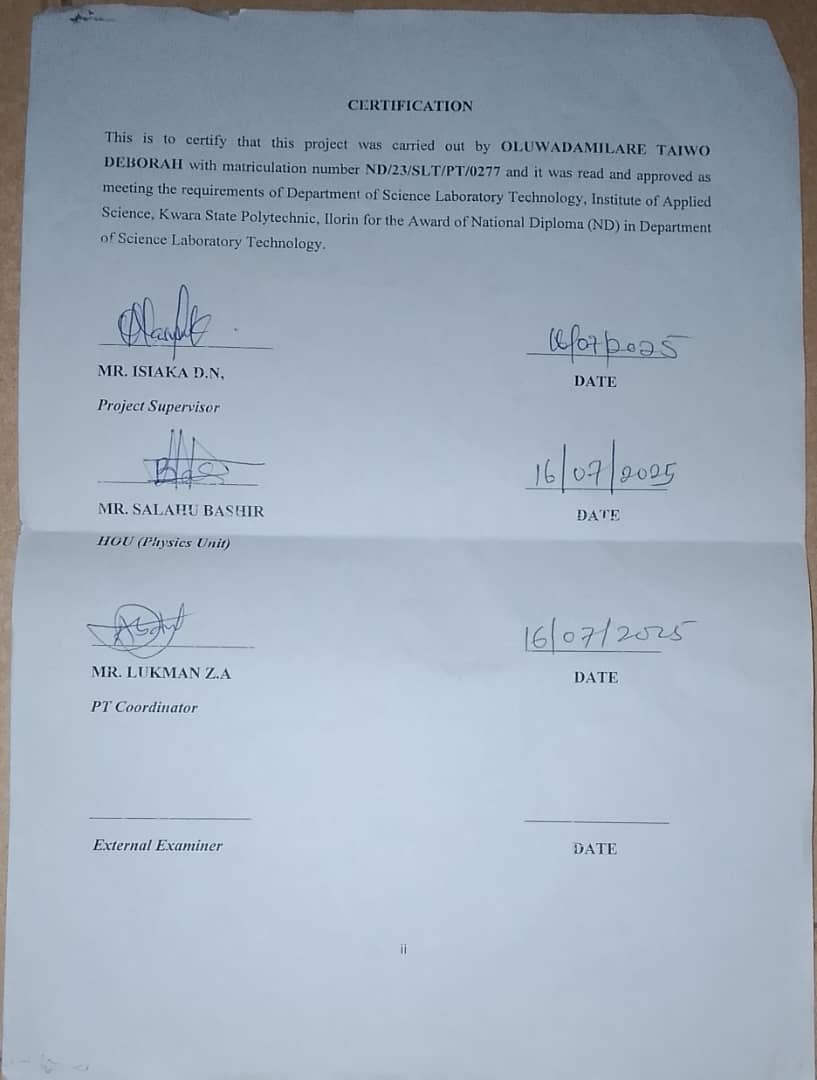 CERTIFICATION
This is to certify that this project was carried out by OLUWADAMILARE TAIWO
DEBORAH with matriculation number ND/23/SLT/PT/0277 and it was read and approved as
meeting the requirements of Department of Science Laboratory Technology, Institute of Applied
Science, Kwara State Polytechnic, Ilorin for the Award of National Diploma (ND) in Department
of Science Laboratory Technology.
16/07/2025
MR. ISIAKA D.N,
DATE
Project Supervisor
16/07/2025
MR. SALAHU BASHIR
DATE
HOU (Physics Unit)
16/07/2025
MR. LUKMAN Z.A
DATE
PT Coordinator
External Examiner
DATE
ii